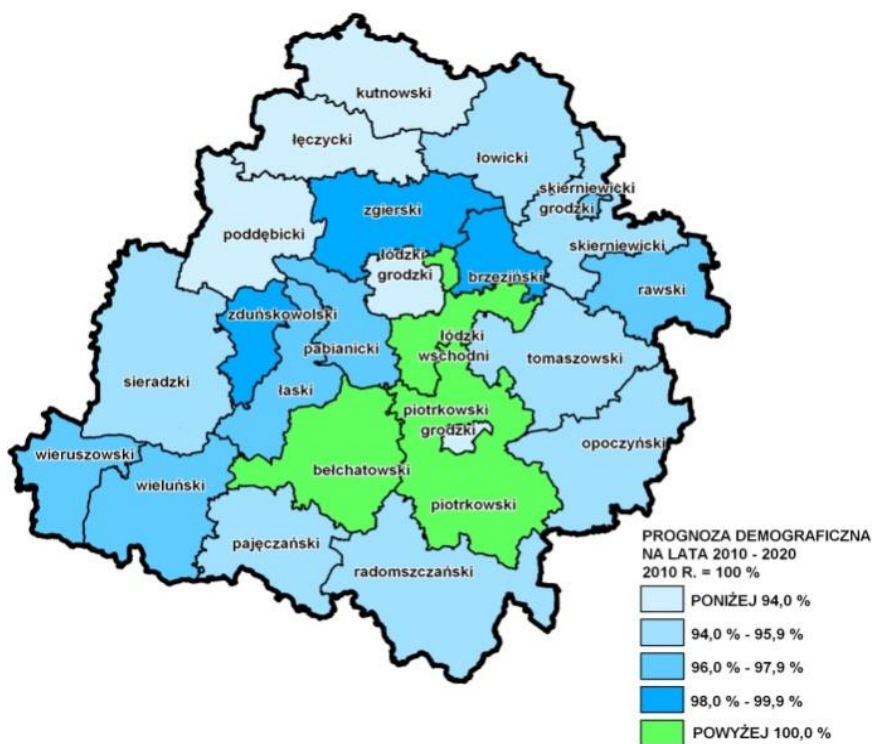 kutnowski
łęczycki
łowicki
skierniewicki
grodzki
zgierski
poddębicki
łódzki
grodzki
skierniewicki
brzeziński
rawski
zduńskowolski
pabianicki
łódzki
wschodni
tomaszowski
sieradzki
łaski
piotrkowski
grodzki
opoczyński
wieruszowski
wieluński
bełchatowski
piotrkowski
pajęczański
radomszczański
PROGNOZA DEMOGRAFICZNA
NA LATA 2010 - 2020
2010 R. = 100 %
PONIŻEJ 94,0 %
94,0 % - 95,9 %
96,0 % - 97,9 %
98,0 % - 99,9 %
POWYŻEJ 100,0 %